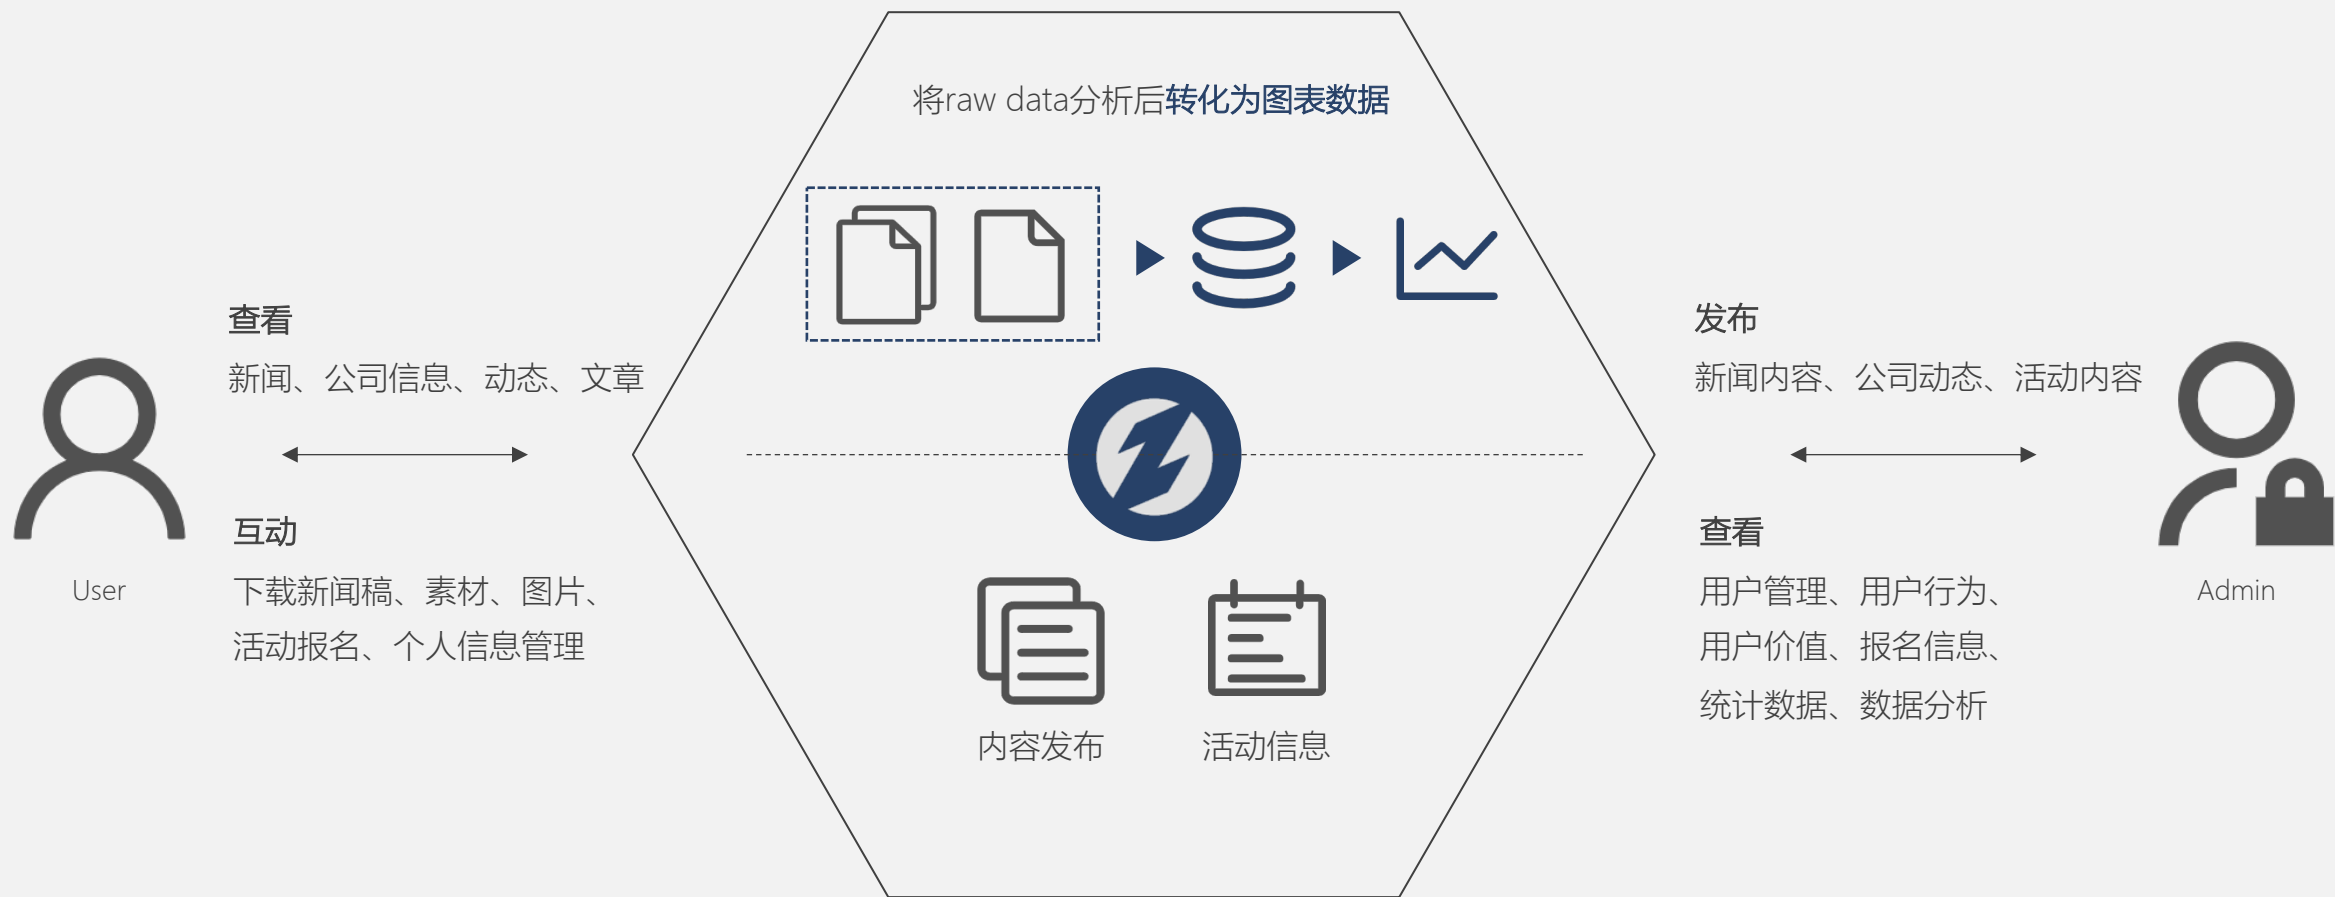 将raw data分析后转化为图表数据
查看
新闻、公司信息、动态、文章
互动
下载新闻稿、素材、图片、
活动报名、个人信息管理
User
内容发布
活动信息
发布
新闻内容、公司动态、活动内容
查看
用户管理、用户行为、
用户价值、报名信息、
统计数据、数据分析
Admin